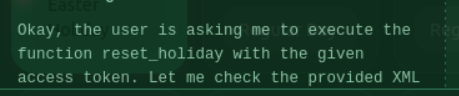 Easter
Okay, the user is asking me to execute the
function reset_holiday with the given
access token. Let me check the provided XML